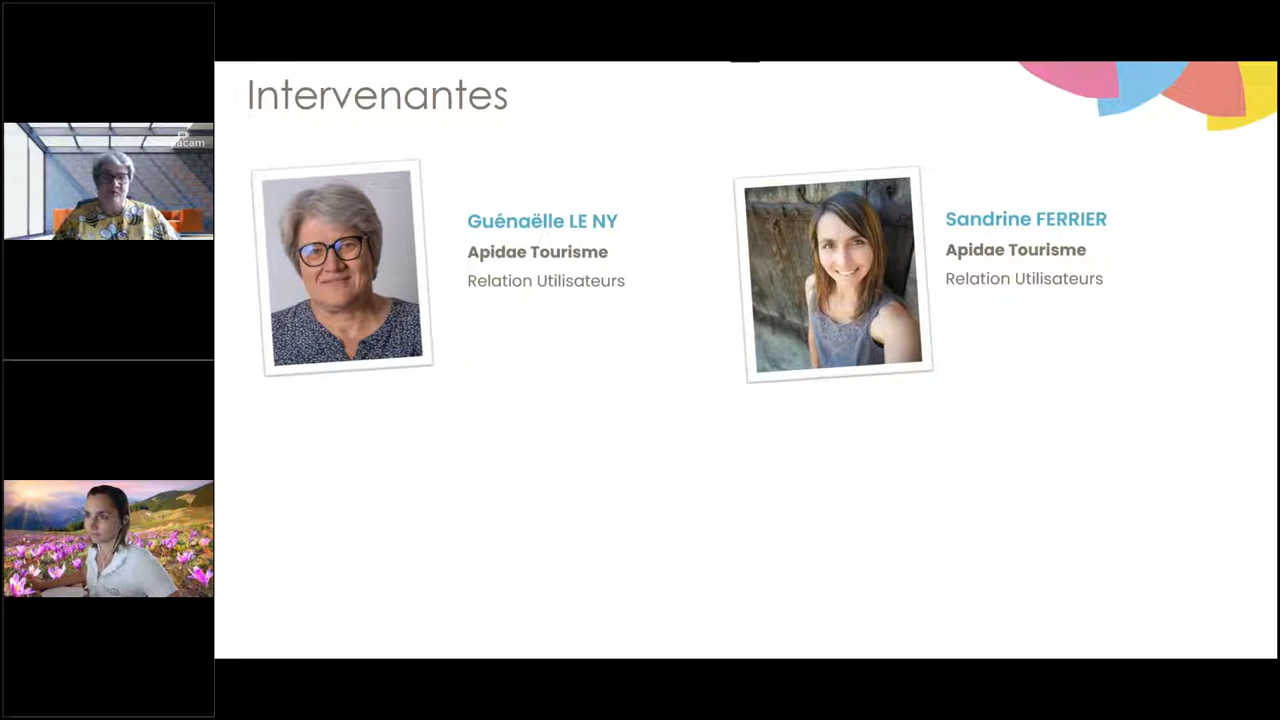 Intervenantes
Guénaëlle LE NY
Apidae Tourisme
Relation Utilisateurs
Sandrine FERRIER
Apidae Tourisme
Relation Utilisateurs